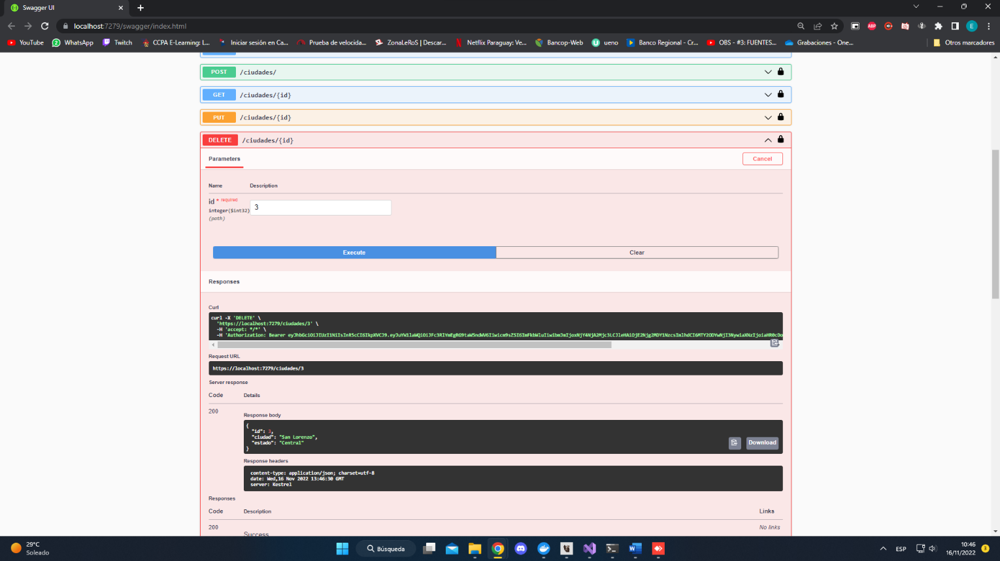 Swagger UI
localhost:7279/swagger/index.html
YouTube
WhatsApp
Twitch
CCPA E-Learning: L...
Iniciar sesión en Ca...
Prueba de velocida...
ZonaLeRoS | Descar...
Netflix Paraguay: Ve...
Bancop-Web
ueno
Banco Regional - Cr...
OBS - #3: FUENTES...
Grabaciones - One...
Otros marcadores
POST /ciudades/
GET /ciudades/{id}
PUT /ciudades/{id}
DELETE /ciudades/{id}
Parameters
Cancel
Name Description
id * required
integer($int32)
(path)
3
Execute
Clear
Responses
Curl
curl -X 'DELETE' \
'https://localhost:7279/ciudades/3' \
-H 'accept: */*' \
-H 'Authorization: Bearer
Request URL
https://localhost:7279/ciudades/3
Server response
Code Details
200
Response body
{
"id": 3,
"ciudad": "San Lorenzo",
"estado": "Central"
}
Download
Response headers
content-type: application/json; charset=utf-8
date: Wed,16 Nov 2022 13:46:30 GMT
server: Kestrel
Responses
Code Description Links
200
Success
No links
29°C
Soleado
Búsqueda
ESP
10:46
16/11/2022
3